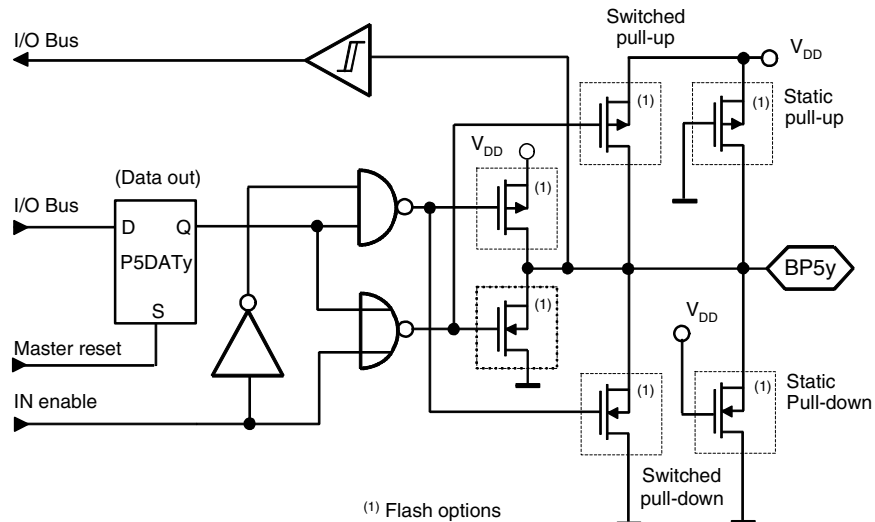 Switched
pull-up
I/O Bus
V_DD
(1)
(1)
Static
pull-up
V_DD
(Data out)
(1)
I/O Bus
D
Q
P5DATy
BP5y
S
(1)
V_DD
Master reset
(1)
(1)
Static
Pull-down
IN enable
Switched
pull-down
(1) Flash options